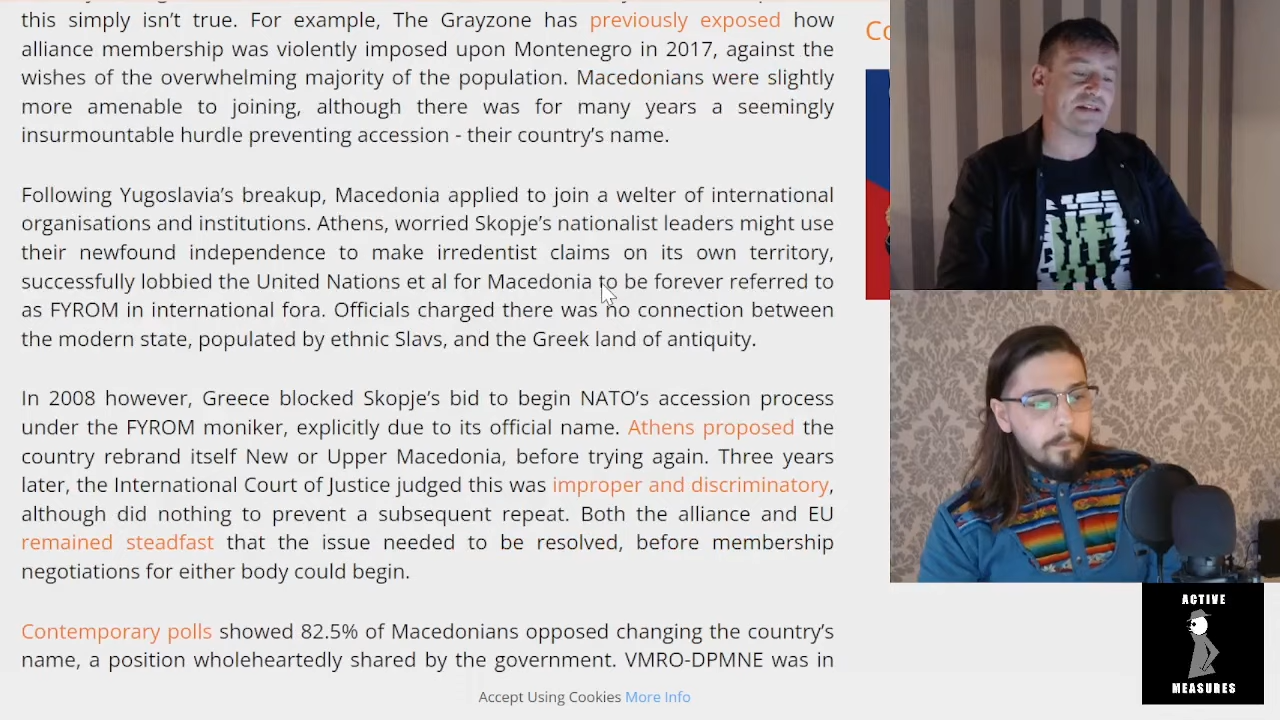 this simply isn’t true. For example, The Grayzone has previously exposed how
alliance membership was violently imposed upon Montenegro in 2017, against the
wishes of the overwhelming majority of the population. Macedonians were slightly
more amenable to joining, although there was for many years a seemingly
insurmountable hurdle preventing accession - their country’s name.
Following Yugoslavia’s breakup, Macedonia applied to join a welter of international
organisations and institutions. Athens, worried Skopje’s nationalist leaders might use
their newfound independence to make irredentist claims on its own territory,
successfully lobbied the United Nations et al for Macedonia to be forever referred to
as FYROM in international fora. Officials charged there was no connection between
the modern state, populated by ethnic Slavs, and the Greek land of antiquity.
In 2008 however, Greece blocked Skopje’s bid to begin NATO’s accession process
under the FYROM moniker, explicitly due to its official name. Athens proposed the
country rebrand itself New or Upper Macedonia, before trying again. Three years
later, the International Court of Justice judged this was improper and discriminatory,
although did nothing to prevent a subsequent repeat. Both the alliance and EU
remained steadfast that the issue needed to be resolved, before membership
negotiations for either body could begin.
Contemporary polls showed 82.5% of Macedonians opposed changing the country’s
name, a position wholeheartedly shared by the government. VMRO-DPMNE was in
Accept Using Cookies More Info
Co
ACTIVE
MEASURES